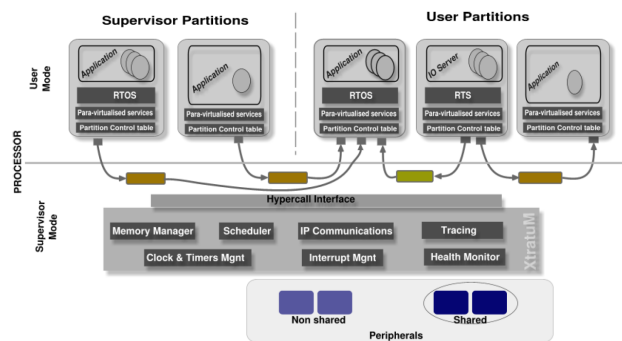 Supervisor Partitions
User Partitions
User
Mode
Application
RTOS
Para-virtualised services
Partition Control table
Application
Para-virtualised services
Partition Control table
Application
RTOS
Para-virtualised services
Partition Control table
IO Server
RTS
Para-virtualised services
Partition Control table
Application
Para-virtualised services
Partition Control table
PROCESSOR
Supervisor
Mode
Hypercall Interface
Memory Manager
Scheduler
IP Communications
Tracing
Clock & Timers Mgnt
Interrupt Mgnt
Health Monitor
XtratuM
Non shared
Shared
Peripherals